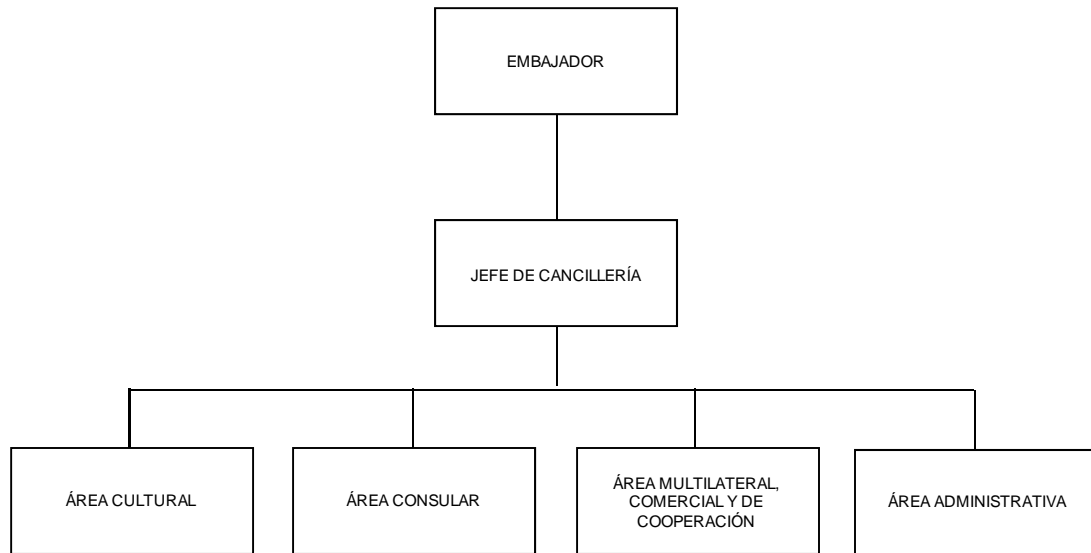 EMBAJADOR
JEFE DE CANCILLERÍA
ÁREA CULTURAL
ÁREA CONSULAR
ÁREA MULTILATERAL,
COMERCIAL Y DE
COOPERACIÓN
ÁREA ADMINISTRATIVA